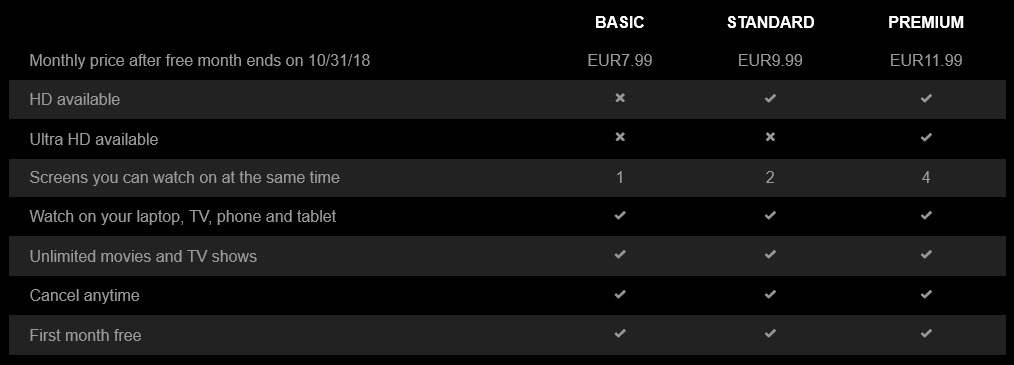 BASIC STANDARD PREMIUM
Monthly price after free month ends on 10/31/18 EUR7.99 EUR9.99 EUR11.99
HD available ✖ ✔ ✔
Ultra HD available ✖ ✖ ✔
Screens you can watch on at the same time 1 2 4
Watch on your laptop, TV, phone and tablet ✔ ✔ ✔
Unlimited movies and TV shows ✔ ✔ ✔
Cancel anytime ✔ ✔ ✔
First month free ✔ ✔ ✔